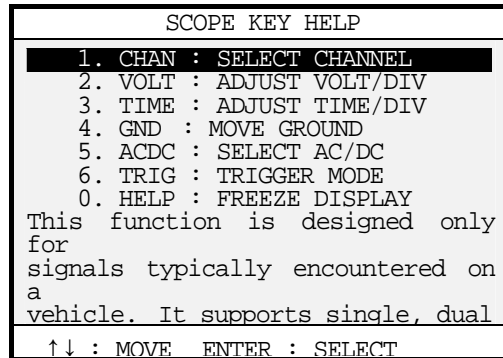 SCOPE KEY HELP
1. CHAN : SELECT CHANNEL
2. VOLT : ADJUST VOLT/DIV
3. TIME : ADJUST TIME/DIV
4. GND : MOVE GROUND
5. ACDC : SELECT AC/DC
6. TRIG : TRIGGER MODE
0. HELP : FREEZE DISPLAY
This function is designed only
for
signals typically encountered on
a
vehicle. It supports single, dual
↑↓ : MOVE ENTER : SELECT